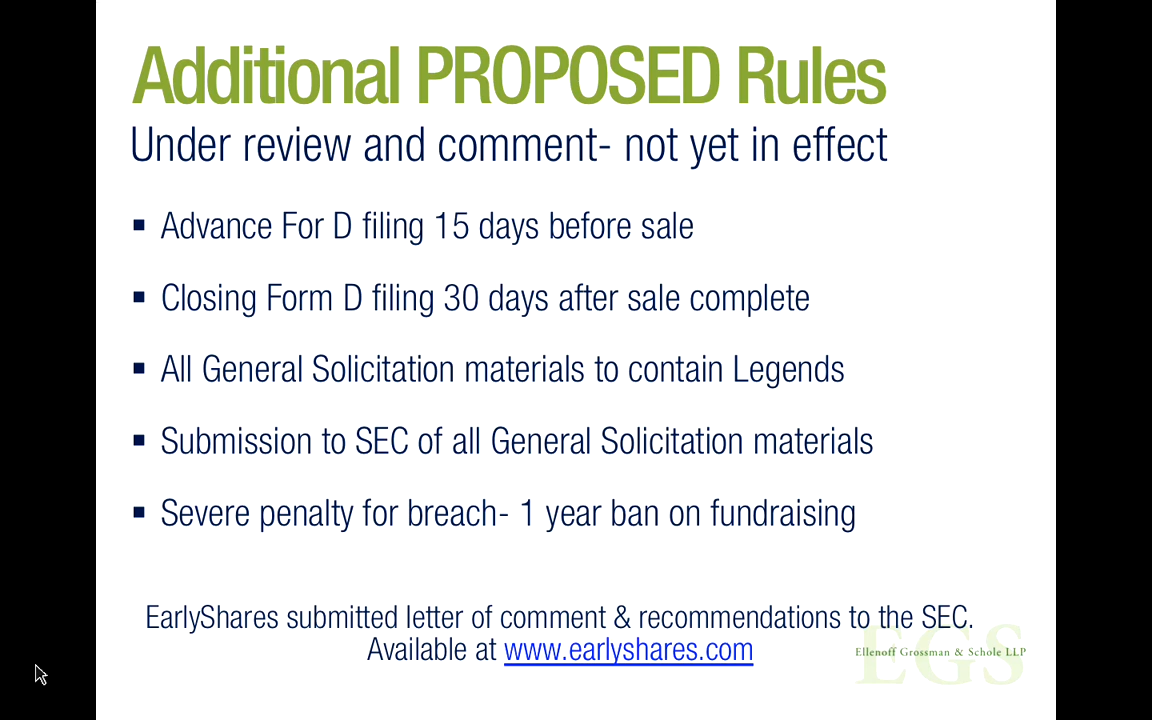 Additional PROPOSED Rules
Under review and comment- not yet in effect
▪ Advance For D filing 15 days before sale
▪ Closing Form D filing 30 days after sale complete
▪ All General Solicitation materials to contain Legends
▪ Submission to SEC of all General Solicitation materials
▪ Severe penalty for breach- 1 year ban on fundraising
EarlyShares submitted letter of comment & recommendations to the SEC.
Available at www.earlyshares.com
EGS
Ellenoff Grossman & Schole LLP